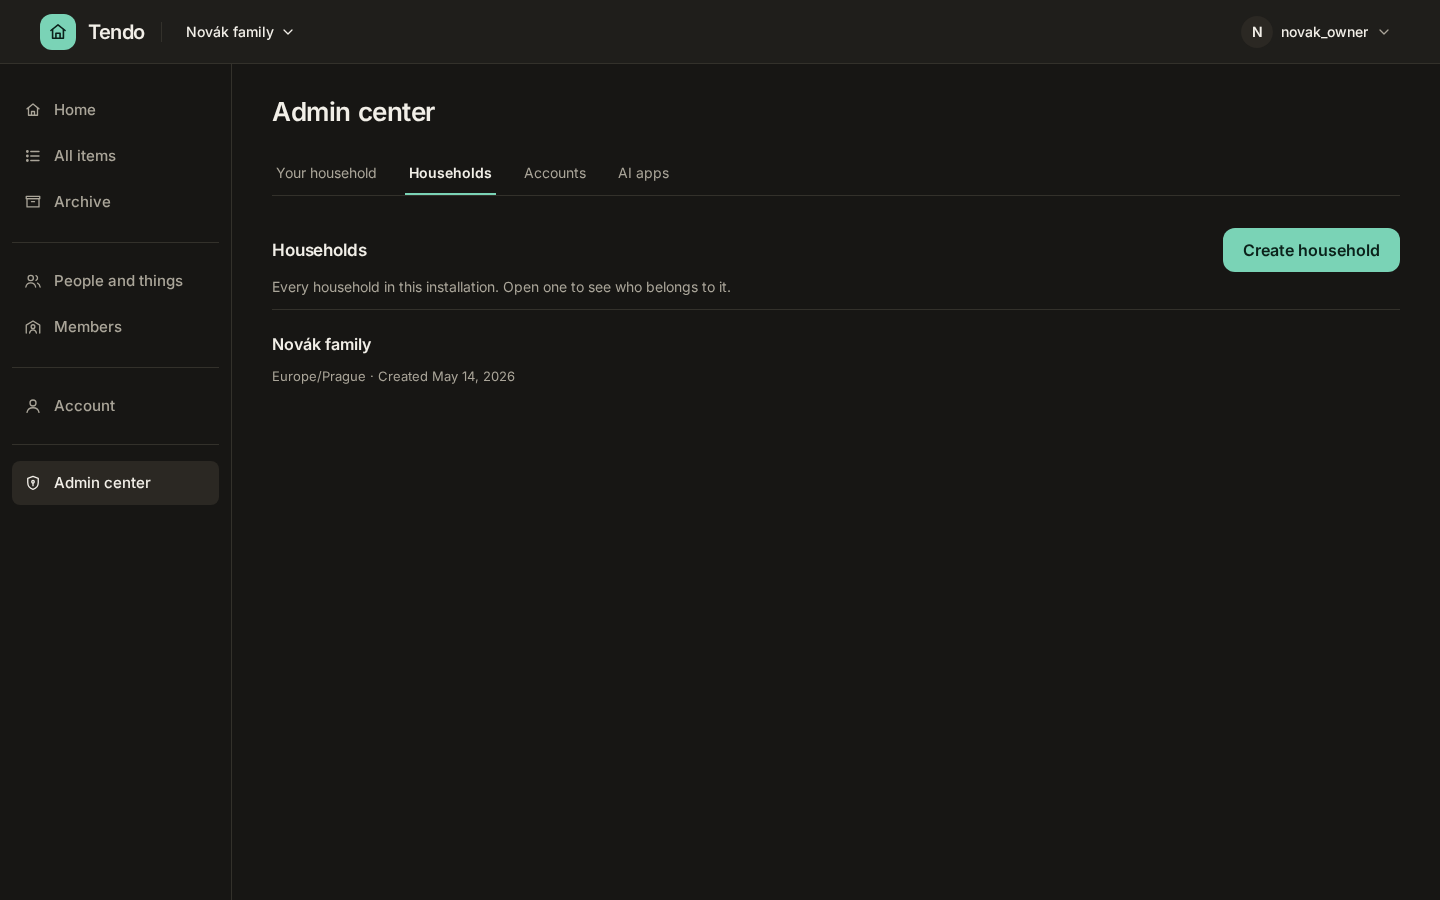 Tendo
Novák family
N
novak_owner
Home
All items
Archive
People and things
Members
Account
Admin center
Admin center
Your household
Households
Accounts
AI apps
Households
Create household
Every household in this installation. Open one to see who belongs to it.
Novák family
Europe/Prague · Created May 14, 2026